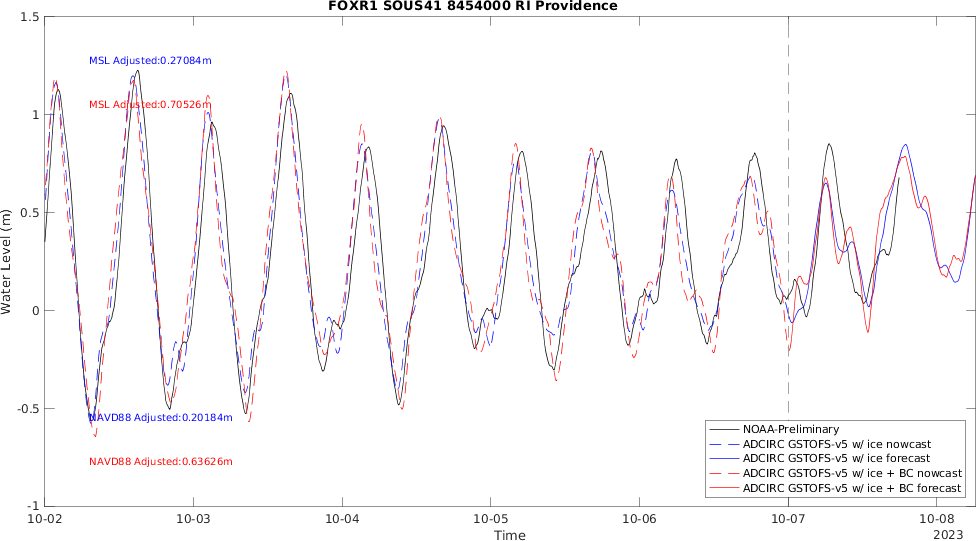 FOXR1 SOUS41 8454000 RI Providence
1.5
MSL Adjusted:0.27084m
MSL Adjusted:0.70526m
1
0.5
Water Level (m)
0
-0.5
NAVD88 Adjusted:0.20184m
NAVD88 Adjusted:0.63626m
-1
NOAA-Preliminary
ADCIRC GSTOFS-v5 w/ ice nowcast
ADCIRC GSTOFS-v5 w/ ice forecast
ADCIRC GSTOFS-v5 w/ ice + BC nowcast
ADCIRC GSTOFS-v5 w/ ice + BC forecast
10-02 10-03 10-04 10-05 10-06 10-07 10-08
Time
2023